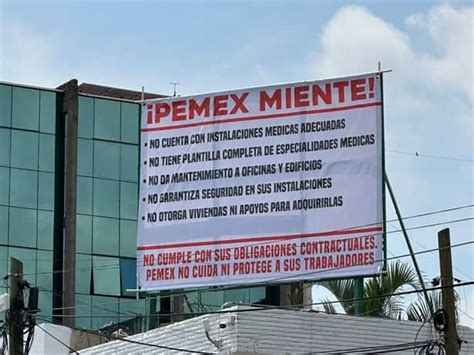 ¡PEMEX MIENTE!
• NO CUENTA CON INSTALACIONES MEDICAS ADECUADAS
• NO TIENE PLANTILLA COMPLETA DE ESPECIALIDADES MEDICAS
• NO DA MANTENIMIENTO A OFICINAS Y EDIFICIOS
• NO GARANTIZA SEGURIDAD EN SUS INSTALACIONES
• NO OTORGA VIVIENDAS NI APOYOS PARA ADQUIRIRLAS
NO CUMPLE CON SUS OBLIGACIONES CONTRACTUALES.
PEMEX NO CUIDA NI PROTEGE A SUS TRABAJADORES